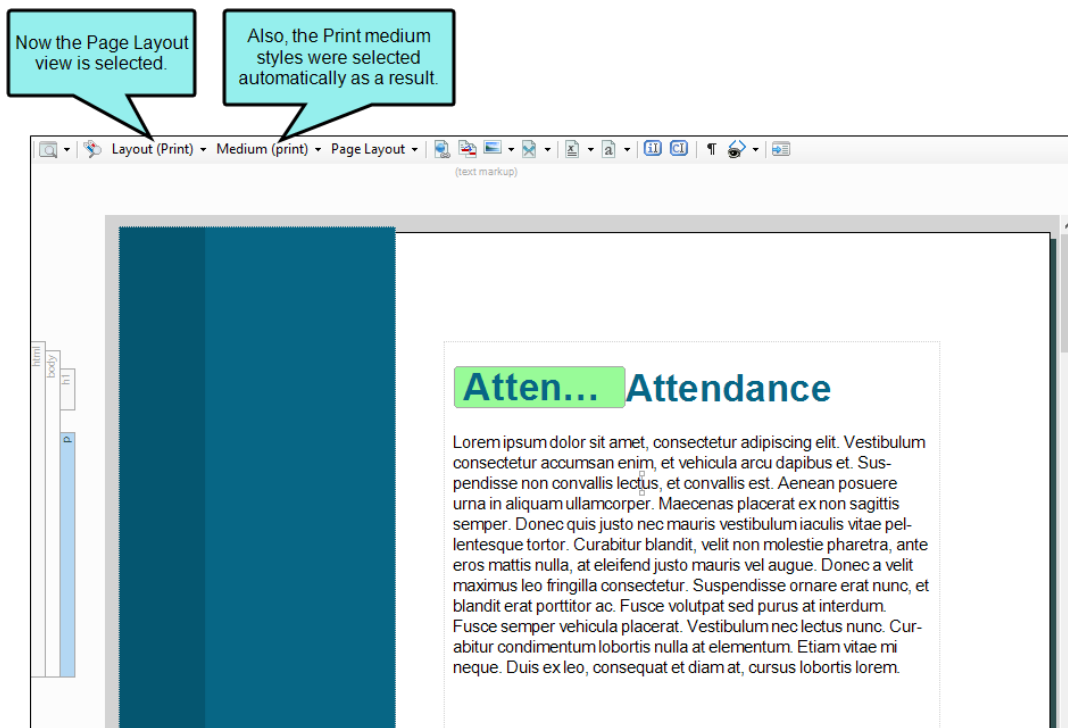 Now the Page Layout
view is selected.
Also, the Print medium
styles were selected
automatically as a result.
Layout (Print) Medium (print) Page Layout
(text markup)
html
body
h1
p
Atten... Attendance
Lorem ipsum dolor sit amet, consectetur adipiscing elit. Vestibulum
consectetur accumsan enim, et vehicula arcu dapibus et. Sus-
pendisse non convallis lectus, et convallis est. Aenean posuere
urna in aliquam ullamcorper. Maecenas placerat ex non sagittis
semper. Donec quis justo nec mauris vestibulum iaculis vitae pel-
lentesque tortor. Curabitur blandit, velit non molestie pharetra, ante
eros mattis nulla, at eleifend justo mauris vel augue. Donec a velit
maximus leo fringilla consectetur. Suspendisse ornare erat nunc, et
blandit erat porttitor ac. Fusce volutpat sed purus at interdum.
Fusce semper vehicula placerat. Vestibulum nec lectus nunc. Cur-
abitur condimentum lobortis nulla at elementum. Etiam vitae mi
neque. Duis ex leo, consequat et diam at, cursus lobortis lorem.